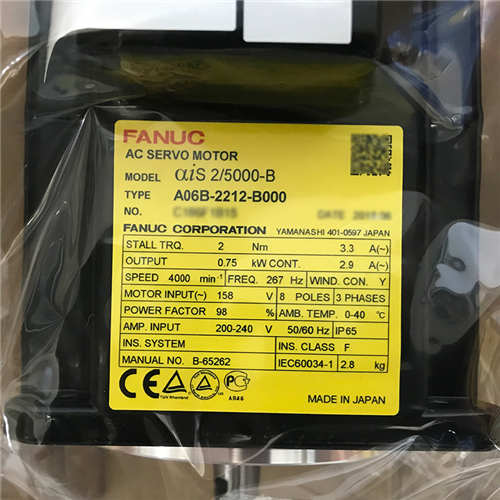 FANUC
AC SERVO MOTOR
MODEL αiS 2/5000-B
TYPE A06B-2212-B000
NO.
DATE
FANUC CORPORATION YAMANASHI 401-0597 JAPAN
STALL TRQ. 2 Nm 3.3 A(~)
OUTPUT 0.75 kW CONT. 2.9 A(~)
SPEED 4000 min⁻¹ FREQ. 267 Hz WIND. CON. Y
MOTOR INPUT(~) 158 V 8 POLES 3 PHASES
POWER FACTOR 98 % AMB. TEMP. 0-40 ℃
AMP. INPUT 200-240 V 50/60 Hz IP65
INS. SYSTEM INS. CLASS F
MANUAL NO. B-65262 IEC60034-1 2.8 kg
CE
MADE IN JAPAN